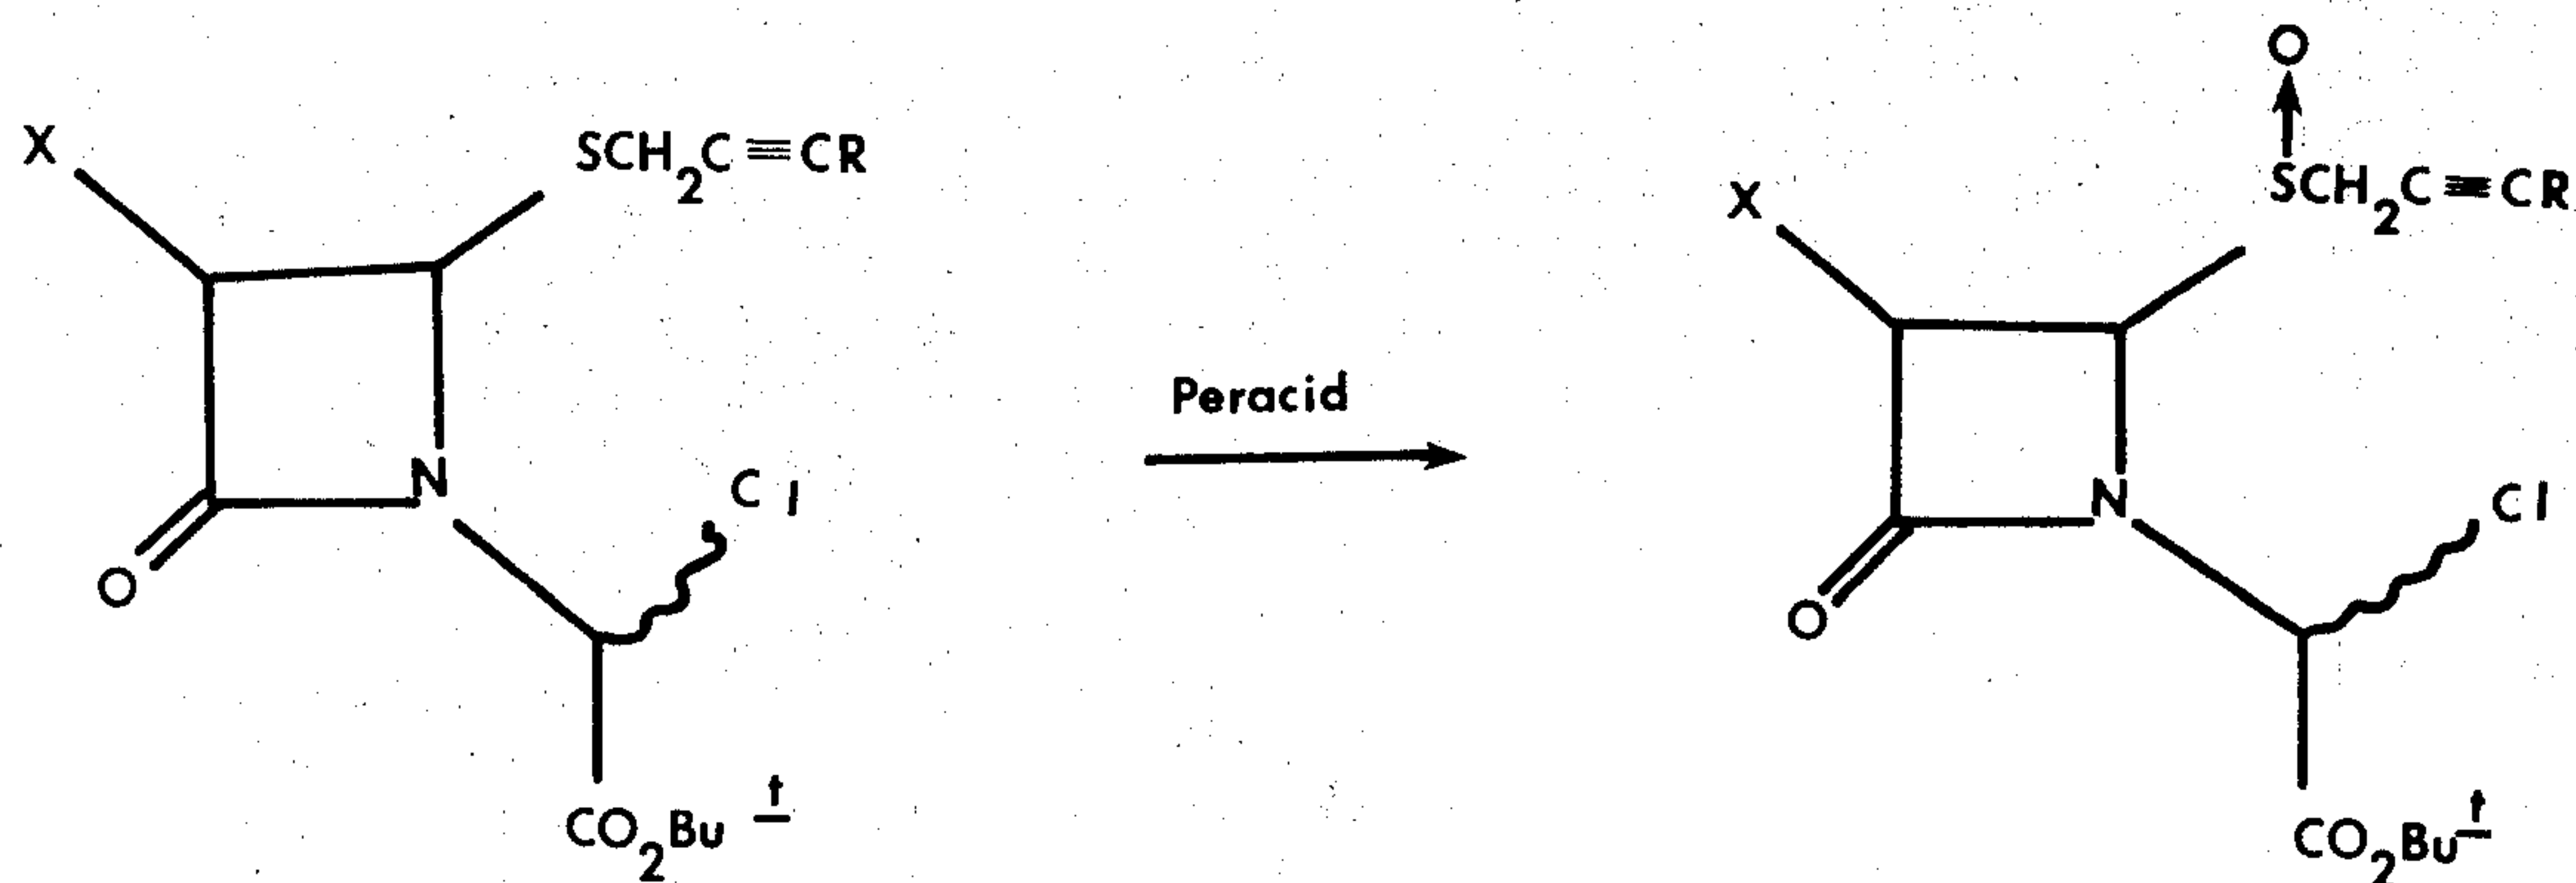 O
X
SCH2C≡CR
X
SCH2C≡CR
Peracid
N
Cl
N
Cl
O
O
CO2Bu t
CO2Bu t